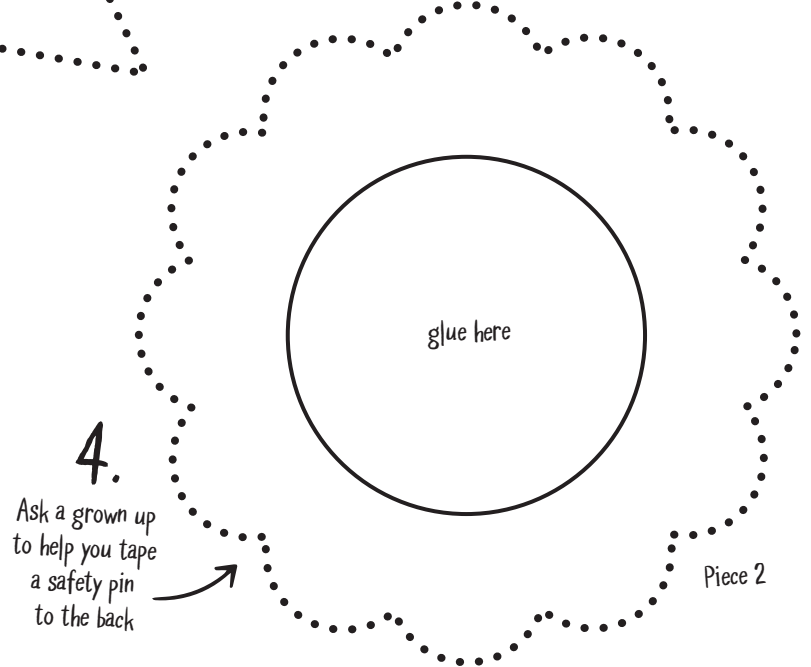 glue here
4.
Ask a grown up
to help you tape
a safety pin
to the back
Piece 2